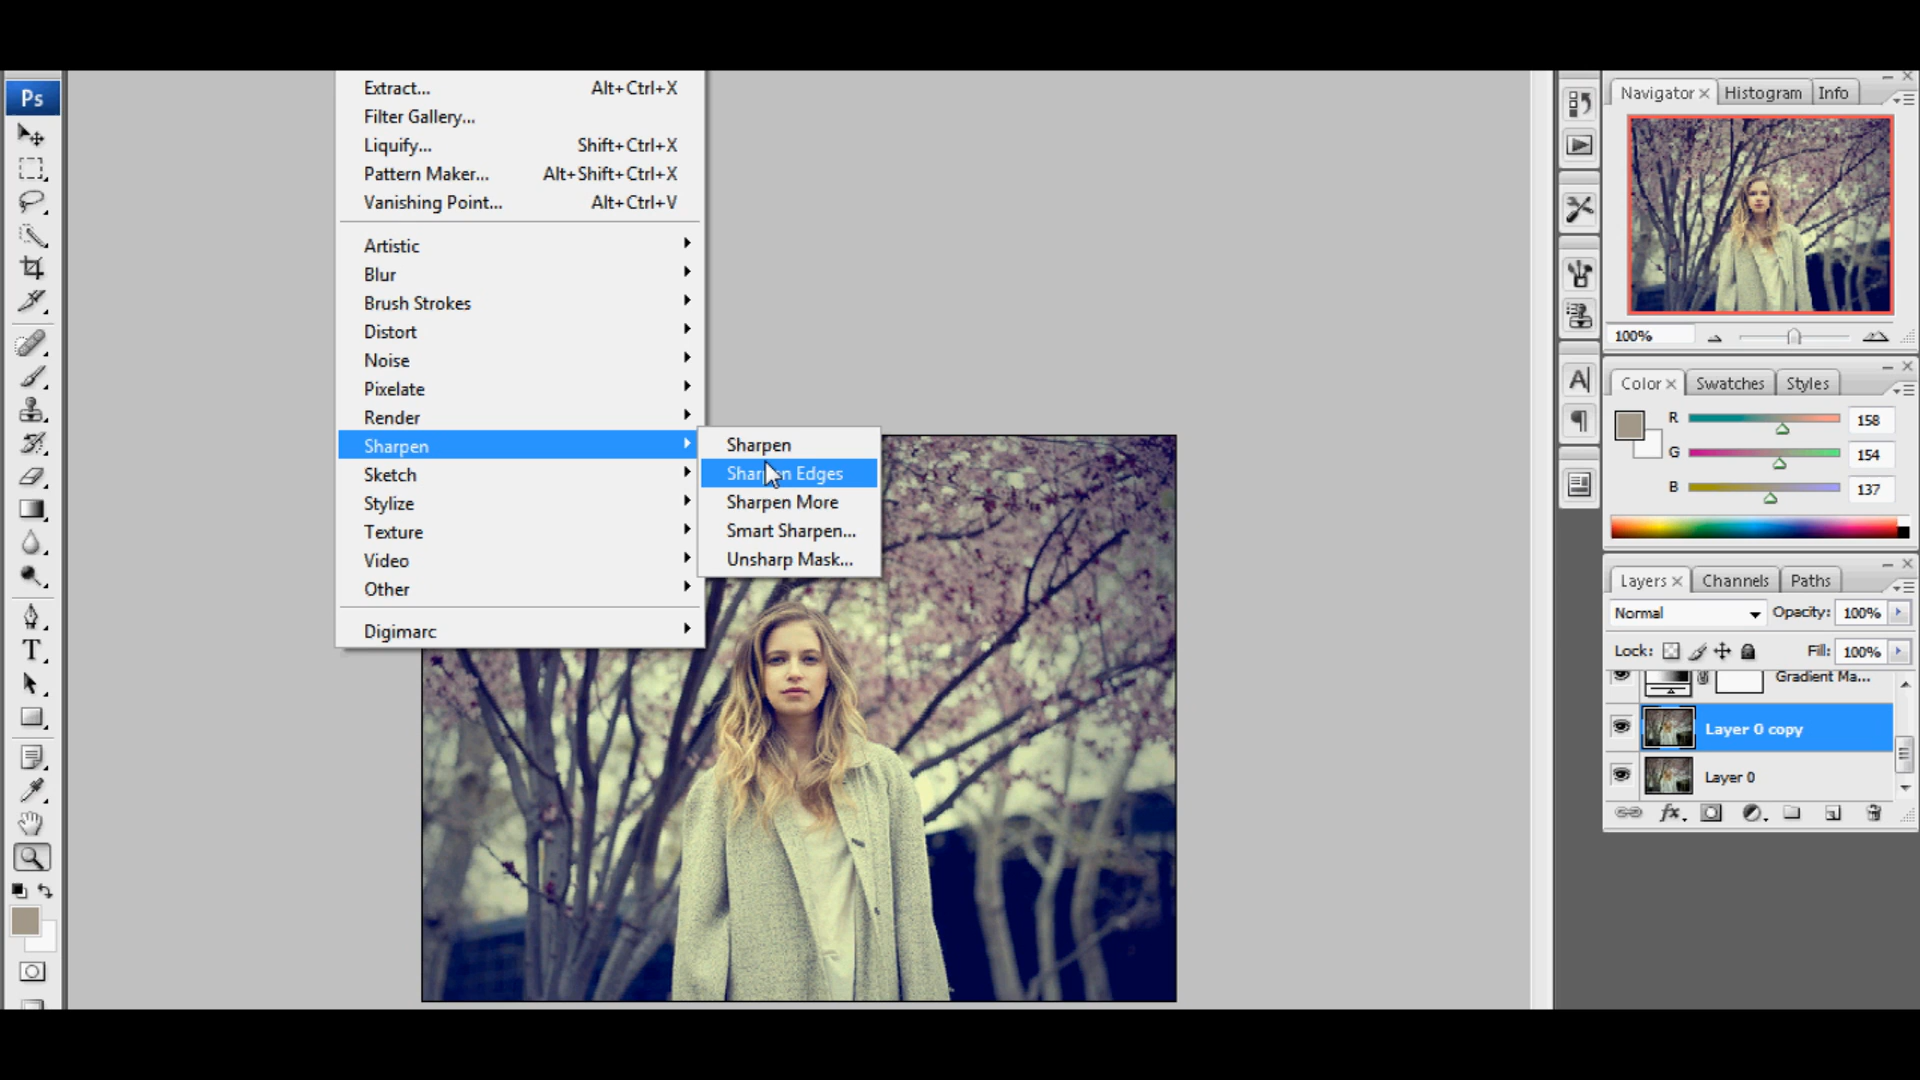 Ps
Extract... Alt+Ctrl+X
Filter Gallery...
Liquify... Shift+Ctrl+X
Pattern Maker... Alt+Shift+Ctrl+X
Vanishing Point... Alt+Ctrl+V
Artistic
Blur
Brush Strokes
Distort
Noise
Pixelate
Render
Sharpen
Sketch
Stylize
Texture
Video
Other
Digimarc
Sharpen
Sharpen Edges
Sharpen More
Smart Sharpen...
Unsharp Mask...
T
A
Navigator Histogram Info
100%
Color Swatches Styles
R 158
G 154
B 137
Layers Channels Paths
Normal Opacity: 100%
Lock: Fill: 100%
Gradient Ma...
Layer 0 copy
Layer 0
fx